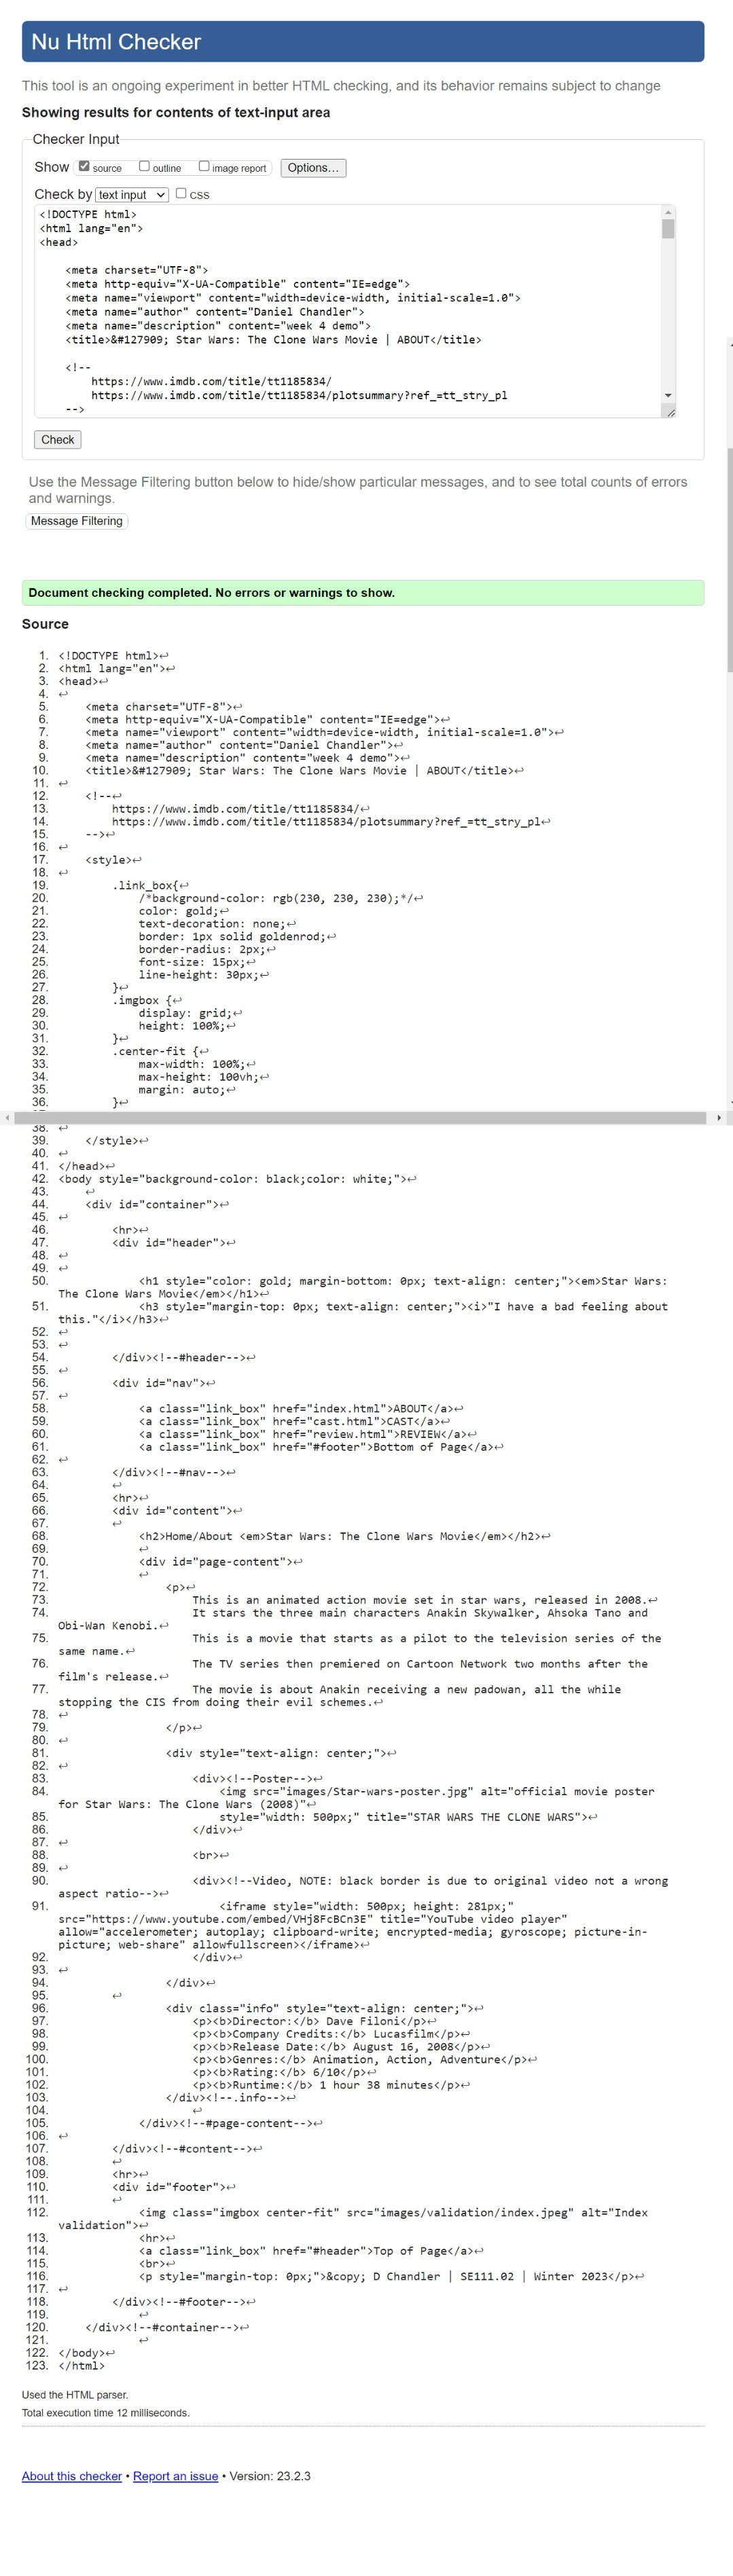 Nu Html Checker
This tool is an ongoing experiment in better HTML checking, and its behavior remains subject to change
Showing results for contents of text-input area
Checker Input
Show source outline image report Options...
Check by text input CSS
<!DOCTYPE html>
<html lang="en">
<head>
<meta charset="UTF-8">
<meta http-equiv="X-UA-Compatible" content="IE=edge">
<meta name="viewport" content="width=device-width, initial-scale=1.0">
<meta name="author" content="Daniel Chandler">
<meta name="description" content="week 4 demo">
<title>&#127909; Star Wars: The Clone Wars Movie | ABOUT</title>
<!--
https://www.imdb.com/title/tt1185834/
https://www.imdb.com/title/tt1185834/plotsummary?ref_=tt_stry_pl
-->
Check
Use the Message Filtering button below to hide/show particular messages, and to see total counts of errors
and warnings.
Message Filtering
Document checking completed. No errors or warnings to show.
Source
1. <!DOCTYPE html>↩
2. <html lang="en">↩
3. <head>↩
4. ↩
5. <meta charset="UTF-8">↩
6. <meta http-equiv="X-UA-Compatible" content="IE=edge">↩
7. <meta name="viewport" content="width=device-width, initial-scale=1.0">↩
8. <meta name="author" content="Daniel Chandler">↩
9. <meta name="description" content="week 4 demo">↩
10. <title>&#127909; Star Wars: The Clone Wars Movie | ABOUT</title>↩
11. ↩
12. <!--↩
13. https://www.imdb.com/title/tt1185834/↩
14. https://www.imdb.com/title/tt1185834/plotsummary?ref_=tt_stry_pl↩
15. -->↩
16. ↩
17. <style>↩
18. ↩
19. .link_box{↩
20. /*background-color: rgb(230, 230, 230);*/↩
21. color: gold;↩
22. text-decoration: none;↩
23. border: 1px solid goldenrod;↩
24. border-radius: 2px;↩
25. font-size: 15px;↩
26. line-height: 30px;↩
27. }↩
28. .imgbox {↩
29. display: grid;↩
30. height: 100%;↩
31. }↩
32. .center-fit {↩
33. max-width: 100%;↩
34. max-height: 100vh;↩
35. margin: auto;↩
36. }↩
38. ↩
39. </style>↩
40. ↩
41. </head>↩
42. <body style="background-color: black;color: white;">↩
43. ↩
44. <div id="container">↩
45. ↩
46. <hr>↩
47. <div id="header">↩
48. ↩
49. ↩
50. <h1 style="color: gold; margin-bottom: 0px; text-align: center;"><em>Star Wars:
The Clone Wars Movie</em></h1>↩
51. <h3 style="margin-top: 0px; text-align: center;"><i>"I have a bad feeling about
this."</i></h3>↩
52. ↩
53. ↩
54. </div><!--#header-->↩
55. ↩
56. <div id="nav">↩
57. ↩
58. <a class="link_box" href="index.html">ABOUT</a>↩
59. <a class="link_box" href="cast.html">CAST</a>↩
60. <a class="link_box" href="review.html">REVIEW</a>↩
61. <a class="link_box" href="#footer">Bottom of Page</a>↩
62. ↩
63. </div><!--#nav-->↩
64. ↩
65. <hr>↩
66. <div id="content">↩
67. ↩
68. <h2>Home/About <em>Star Wars: The Clone Wars Movie</em></h2>↩
69. ↩
70. <div id="page-content">↩
71. ↩
72. <p>↩
73. This is an animated action movie set in star wars, released in 2008.↩
74. It stars the three main characters Anakin Skywalker, Ahsoka Tano and
Obi-Wan Kenobi.↩
75. This is a movie that starts as a pilot to the television series of the
same name.↩
76. The TV series then premiered on Cartoon Network two months after the
film's release.↩
77. The movie is about Anakin receiving a new padowan, all the while
stopping the CIS from doing their evil schemes.↩
78. ↩
79. </p>↩
80. ↩
81. <div style="text-align: center;">↩
82. ↩
83. <div><!--Poster-->↩
84. <img src="images/Star-wars-poster.jpg" alt="official movie poster
for Star Wars: The Clone Wars (2008)"↩
85. style="width: 500px;" title="STAR WARS THE CLONE WARS">↩
86. </div>↩
87. ↩
88. <br>↩
89. ↩
90. <div><!--Video, NOTE: black border is due to original video not a wrong
aspect ratio-->↩
91. <iframe style="width: 500px; height: 281px;"
src="https://www.youtube.com/embed/VHj8FcBCn3E" title="YouTube video player"
allow="accelerometer; autoplay; clipboard-write; encrypted-media; gyroscope; picture-in-
picture; web-share" allowfullscreen></iframe>↩
92. </div>↩
93. ↩
94. </div>↩
95. ↩
96. <div class="info" style="text-align: center;">↩
97. <p><b>Director:</b> Dave Filoni</p>↩
98. <p><b>Company Credits:</b> Lucasfilm</p>↩
99. <p><b>Release Date:</b> August 16, 2008</p>↩
100. <p><b>Genres:</b> Animation, Action, Adventure</p>↩
101. <p><b>Rating:</b> 6/10</p>↩
102. <p><b>Runtime:</b> 1 hour 38 minutes</p>↩
103. </div><!--.info-->↩
104. ↩
105. </div><!--#page-content-->↩
106. ↩
107. </div><!--#content-->↩
108. ↩
109. <hr>↩
110. <div id="footer">↩
111. ↩
112. <img class="imgbox center-fit" src="images/validation/index.jpeg" alt="Index
validation">↩
113. <hr>↩
114. <a class="link_box" href="#header">Top of Page</a>↩
115. <br>↩
116. <p style="margin-top: 0px;">&copy; D Chandler | SE111.02 | Winter 2023</p>↩
117. ↩
118. </div><!--#footer-->↩
119. ↩
120. </div><!--#container-->↩
121. ↩
122. </body>↩
123. </html>
Used the HTML parser.
Total execution time 12 milliseconds.
About this checker • Report an issue • Version: 23.2.3